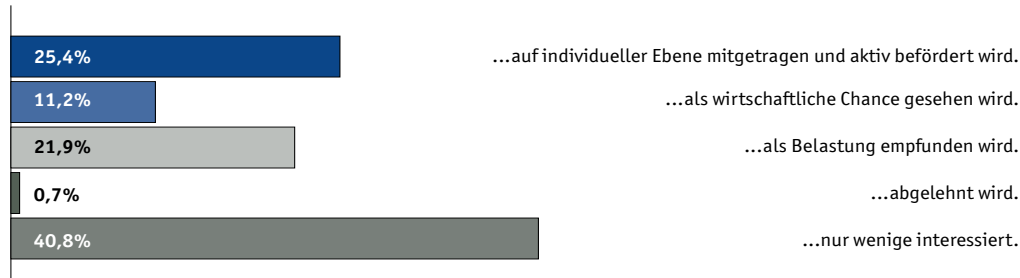 25,4% ...auf individueller Ebene mitgetragen und aktiv befördert wird.
11,2% ...als wirtschaftliche Chance gesehen wird.
21,9% ...als Belastung empfunden wird.
0,7% ...abgelehnt wird.
40,8% ...nur wenige interessiert.